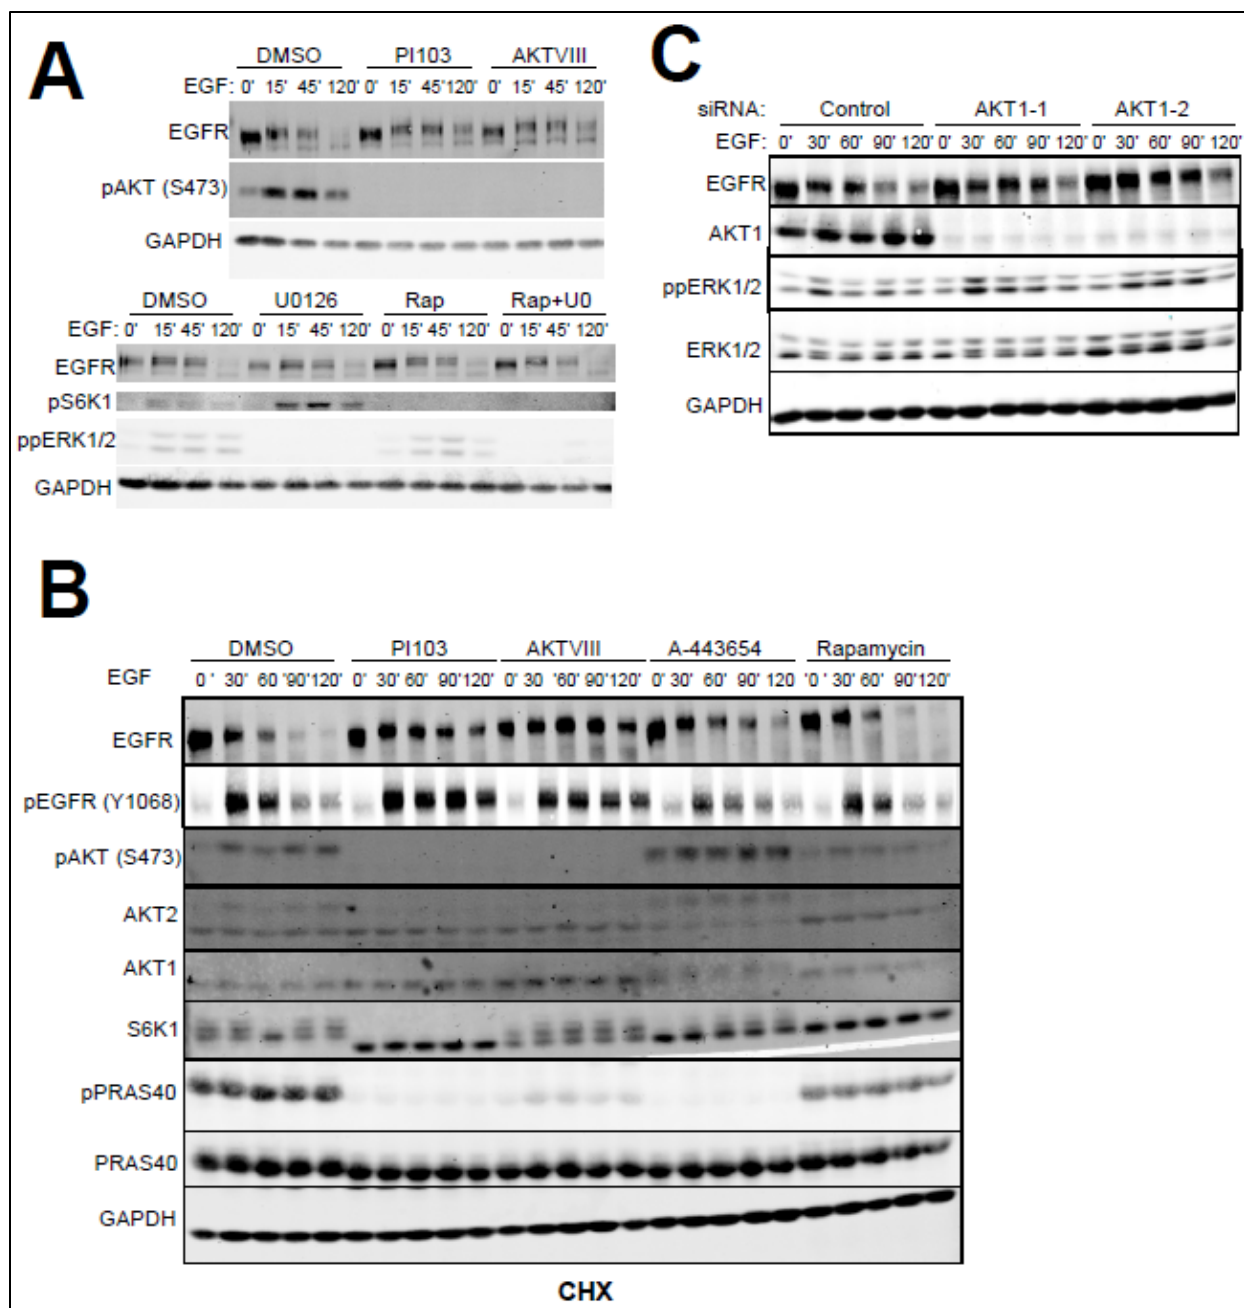 A
DMSO PI103 AKTVIII
EGF: 0' 15' 45' 120' 0' 15' 45' 120' 0' 15' 45' 120'
EGFR
pAKT (S473)
GAPDH
DMSO U0126 Rap Rap+U0
EGF: 0' 15' 45' 120' 0' 15' 45' 120' 0' 15' 45' 120' 0' 15' 45' 120'
EGFR
pS6K1
ppERK1/2
GAPDH
C
siRNA: Control AKT1-1 AKT1-2
EGF: 0' 30' 60' 90' 120' 0' 30' 60' 90' 120' 0' 30' 60' 90' 120'
EGFR
AKT1
ppERK1/2
ERK1/2
GAPDH
B
DMSO PI103 AKTVIII A-443654 Rapamycin
EGF 0 ' 30' 60 '90'120' 0' 30' 60' 90'120' 0' 30 '60' 90'120' 0' 30' 60' 90' 120 '0 ' 30' 60' 90'120'
EGFR
pEGFR (Y1068)
pAKT (S473)
AKT2
AKT1
S6K1
pPRAS40
PRAS40
GAPDH
CHX